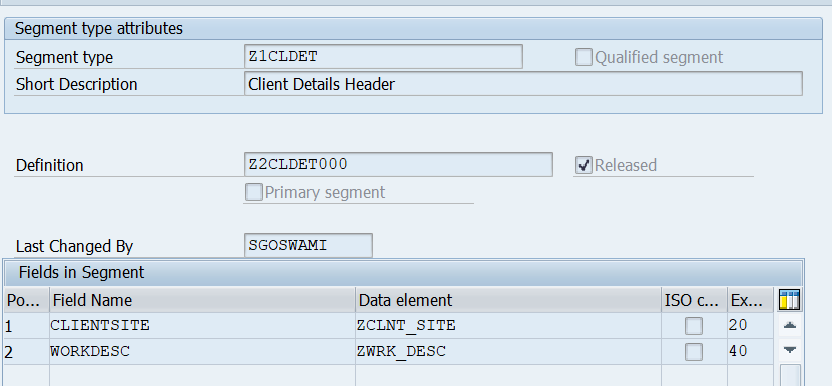 Segment type attributes
Segment type Z1CLDET Qualified segment
Short Description Client Details Header
Definition Z2CLDET000 Released
Primary segment
Last Changed By SGOSWAMI
Fields in Segment
Po... Field Name Data element ISO c... Ex...
1 CLIENTSITE ZCLNT_SITE 20
2 WORKDESC ZWRK_DESC 40